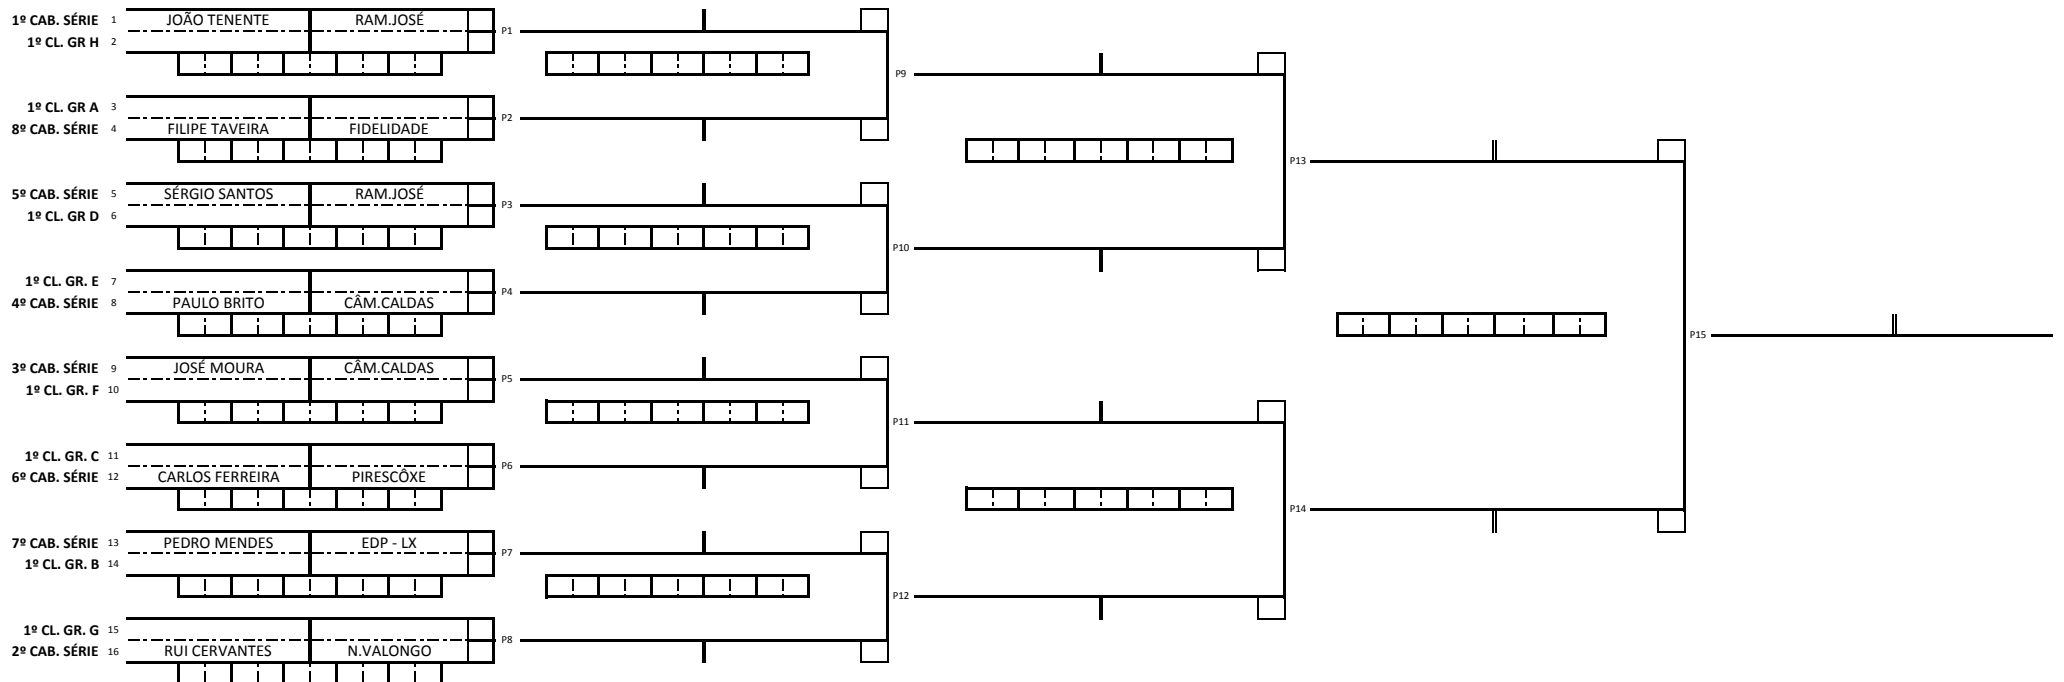 1º CAB. SÉRIE 1 JOÃO TENENTE RAM.JOSÉ
P1
1º CL. GR H 2
P9
1º CL. GR A 3
P2
8º CAB. SÉRIE 4 FILIPE TAVEIRA FIDELIDADE
P13
5º CAB. SÉRIE 5 SÉRGIO SANTOS RAM.JOSÉ
P3
1º CL. GR D 6
P10
1º CL. GR. E 7
P4
4º CAB. SÉRIE 8 PAULO BRITO CÂM.CALDAS
P15
3º CAB. SÉRIE 9 JOSÉ MOURA CÂM.CALDAS
P5
1º CL. GR. F 10
P11
1º CL. GR. C 11
P6
6º CAB. SÉRIE 12 CARLOS FERREIRA PIRESCÔXE
P14
7º CAB. SÉRIE 13 PEDRO MENDES EDP - LX
P7
1º CL. GR. B 14
P12
1º CL. GR. G 15
P8
2º CAB. SÉRIE 16 RUI CERVANTES N.VALONGO